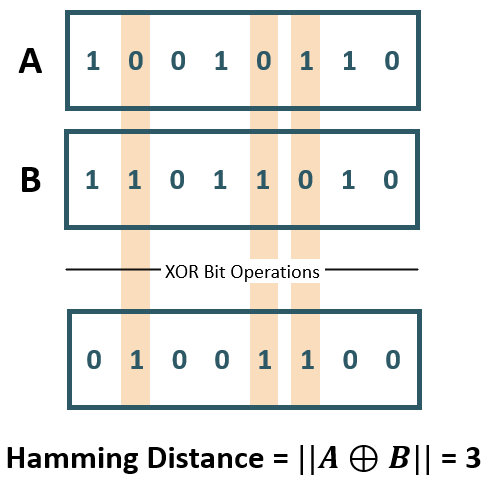 A 1 0 0 1 0 1 1 0
B 1 1 0 1 1 0 1 0
XOR Bit Operations
0 1 0 0 1 1 0 0
Hamming Distance = ||A ⊕ B|| = 3